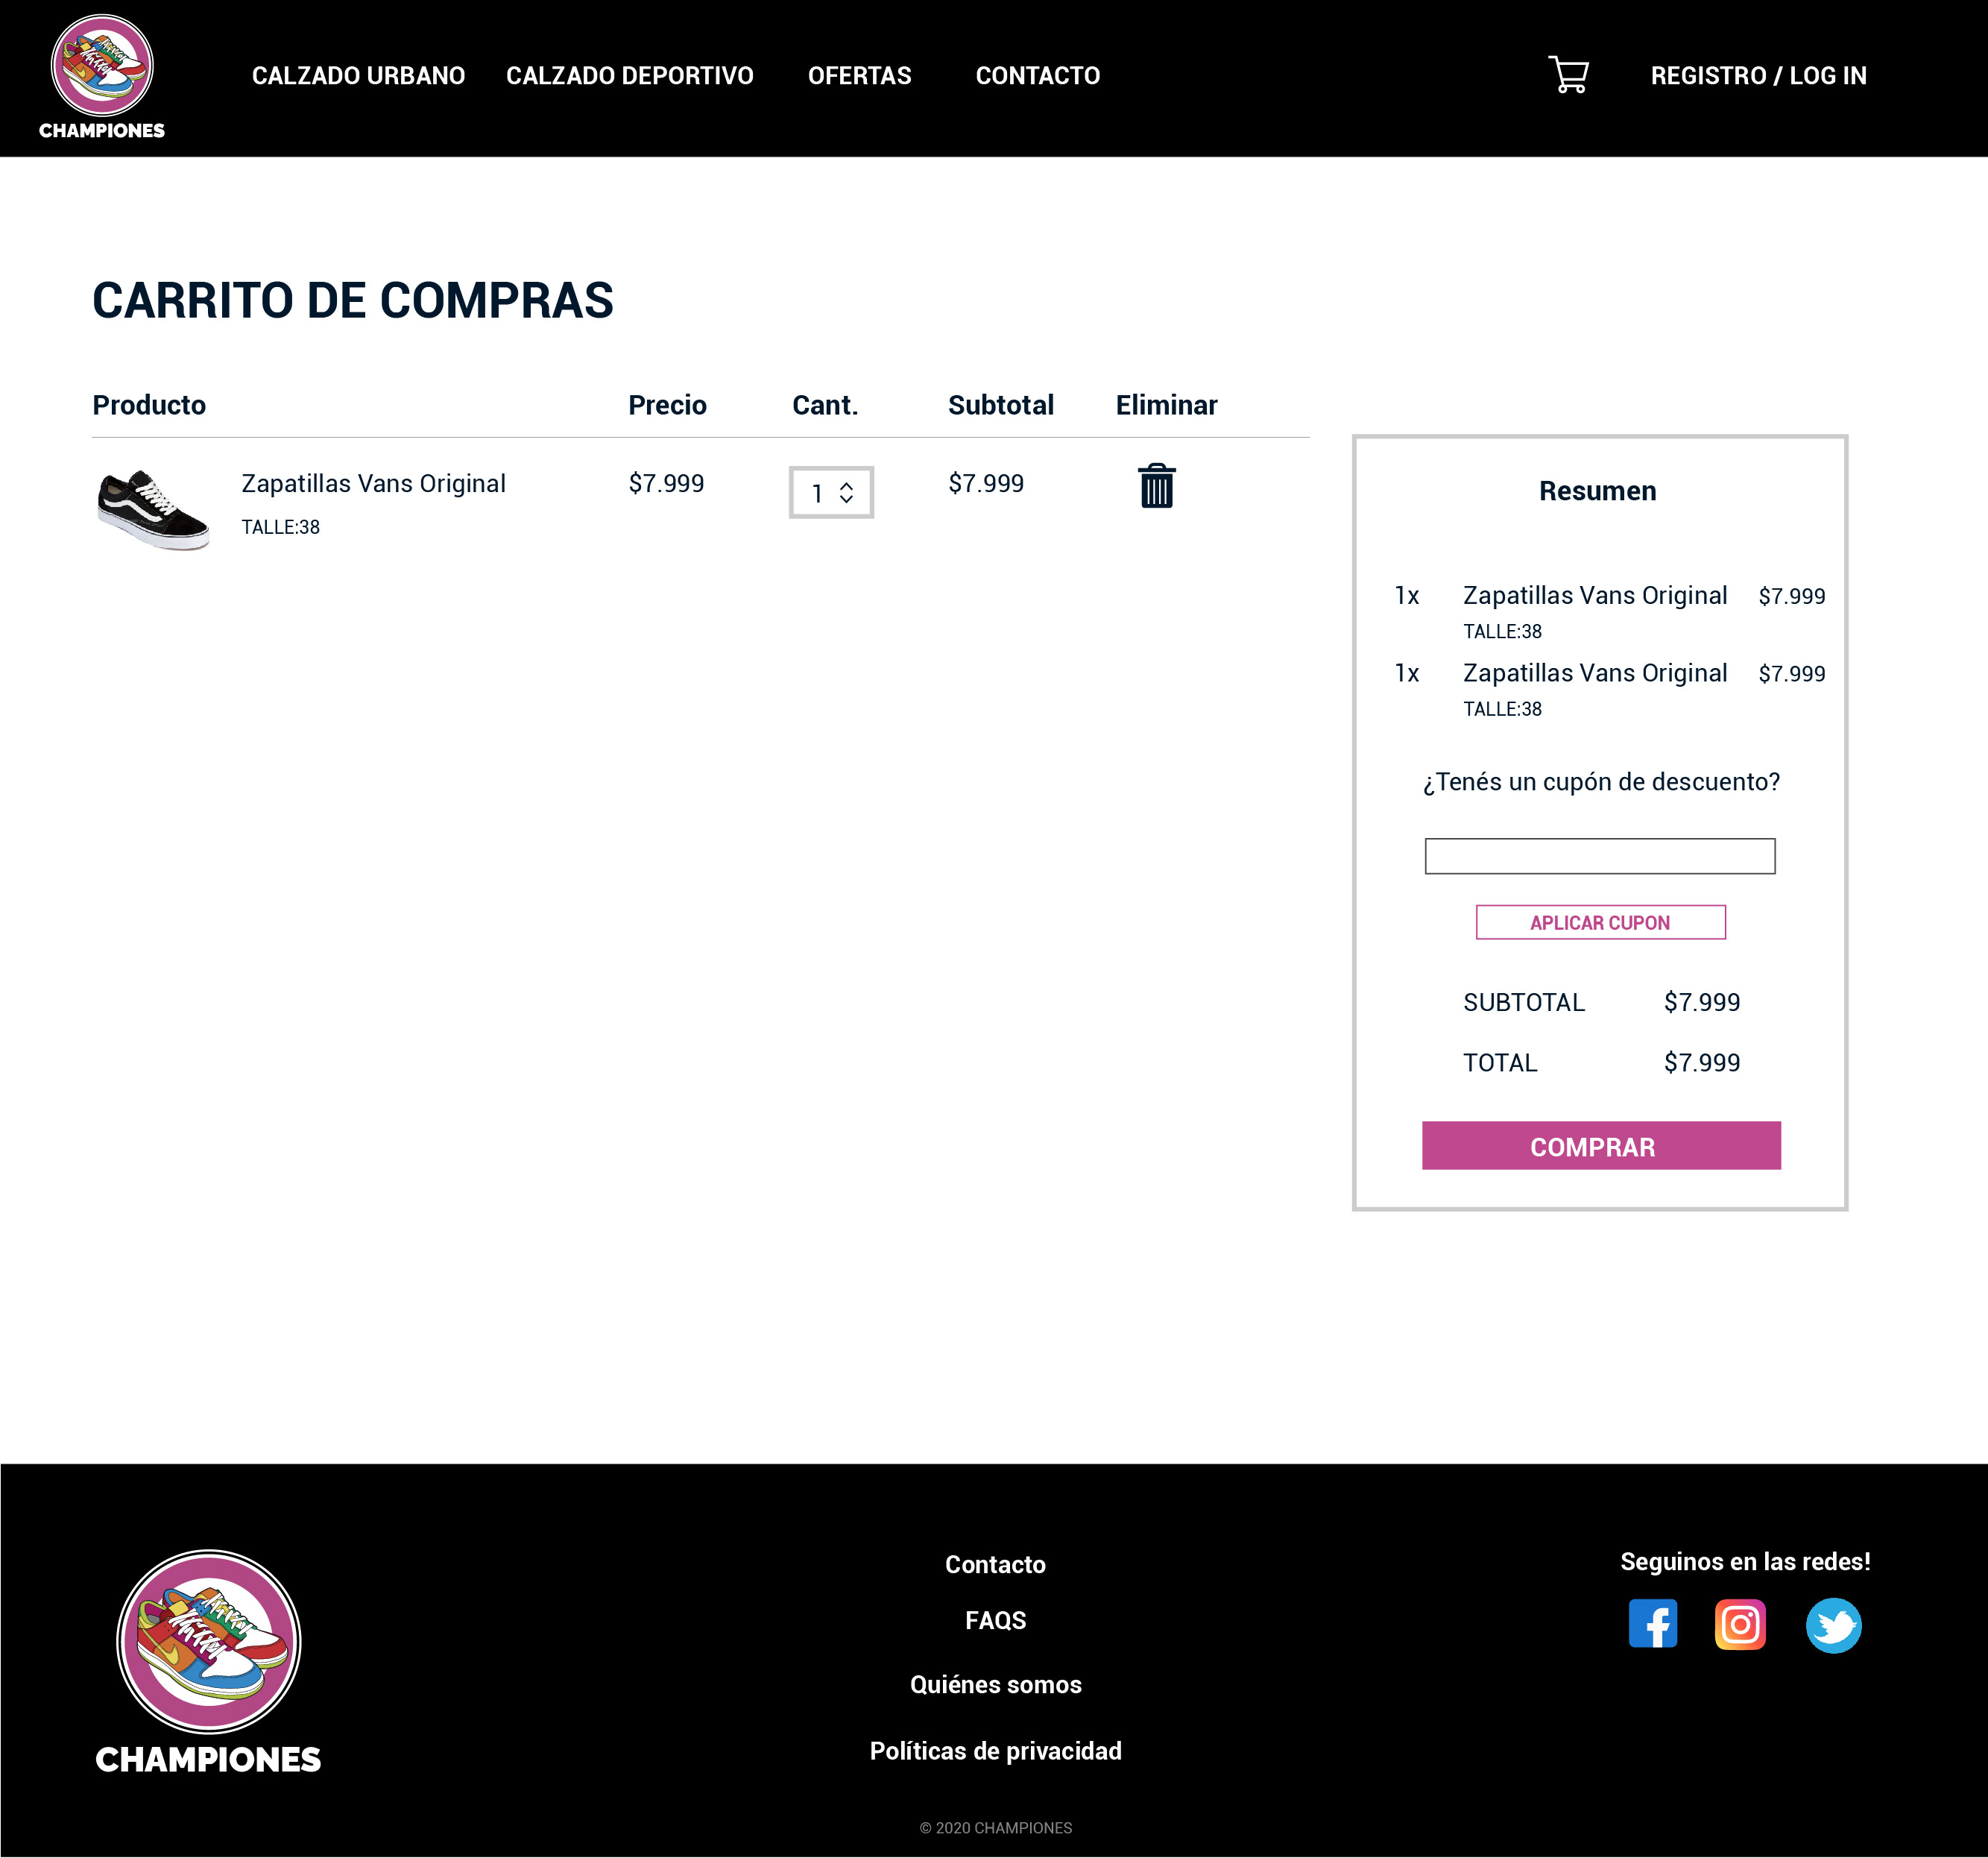 CHAMPIONES
CALZADO URBANO CALZADO DEPORTIVO OFERTAS CONTACTO REGISTRO / LOG IN
CARRITO DE COMPRAS
Producto Precio Cant. Subtotal Eliminar
Zapatillas Vans Original $7.999 1 $7.999
TALLE:38
Resumen
1x Zapatillas Vans Original $7.999
TALLE:38
1x Zapatillas Vans Original $7.999
TALLE:38
¿Tenés un cupón de descuento?
APLICAR CUPON
SUBTOTAL $7.999
TOTAL $7.999
COMPRAR
CHAMPIONES
Contacto
FAQS
Quiénes somos
Políticas de privacidad
Seguinos en las redes!
© 2020 CHAMPIONES